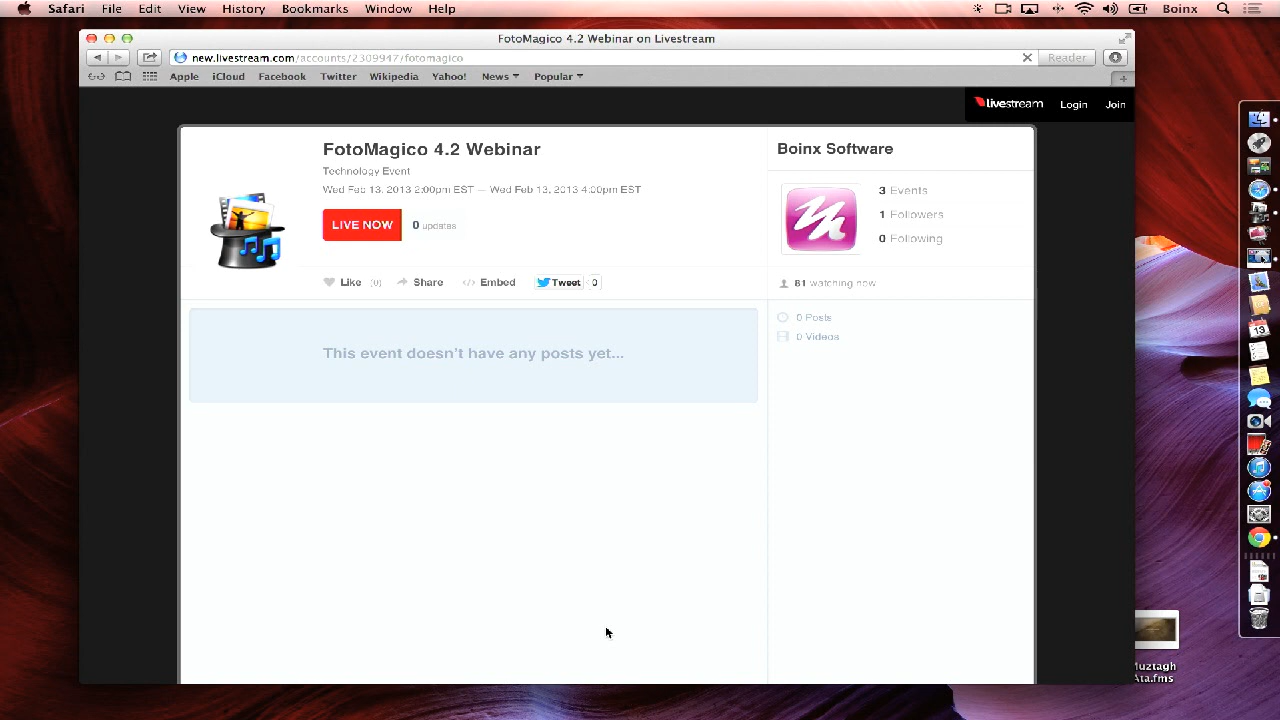 Safari File Edit View History Bookmarks Window Help Boinx
FotoMagico 4.2 Webinar on Livestream
new.livestream.com/accounts/2309947/fotomagico Reader
Apple iCloud Facebook Twitter Wikipedia Yahoo! News Popular
livestream Login Join
FotoMagico 4.2 Webinar
Technology Event
Wed Feb 13, 2013 2:00pm EST — Wed Feb 13, 2013 4:00pm EST
LIVE NOW 0 updates
Like (0) Share Embed Tweet 0
This event doesn't have any posts yet...
Boinx Software
3 Events
1 Followers
0 Following
81 watching now
0 Posts
0 Videos
13
Muztagh
Ata.fms